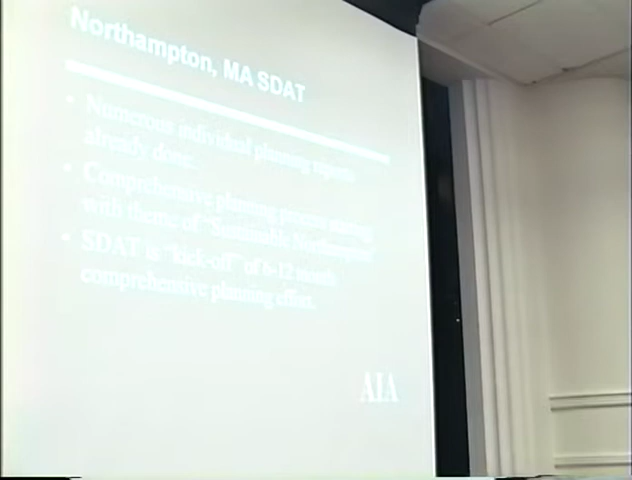 Northampton, MA SDAT
• Numerous individual planning reports
already done.
• Comprehensive planning process starting
with theme of "Sustainable Northampton"
• SDAT is "kick-off" of 6-12 month
comprehensive planning effort.
AIA